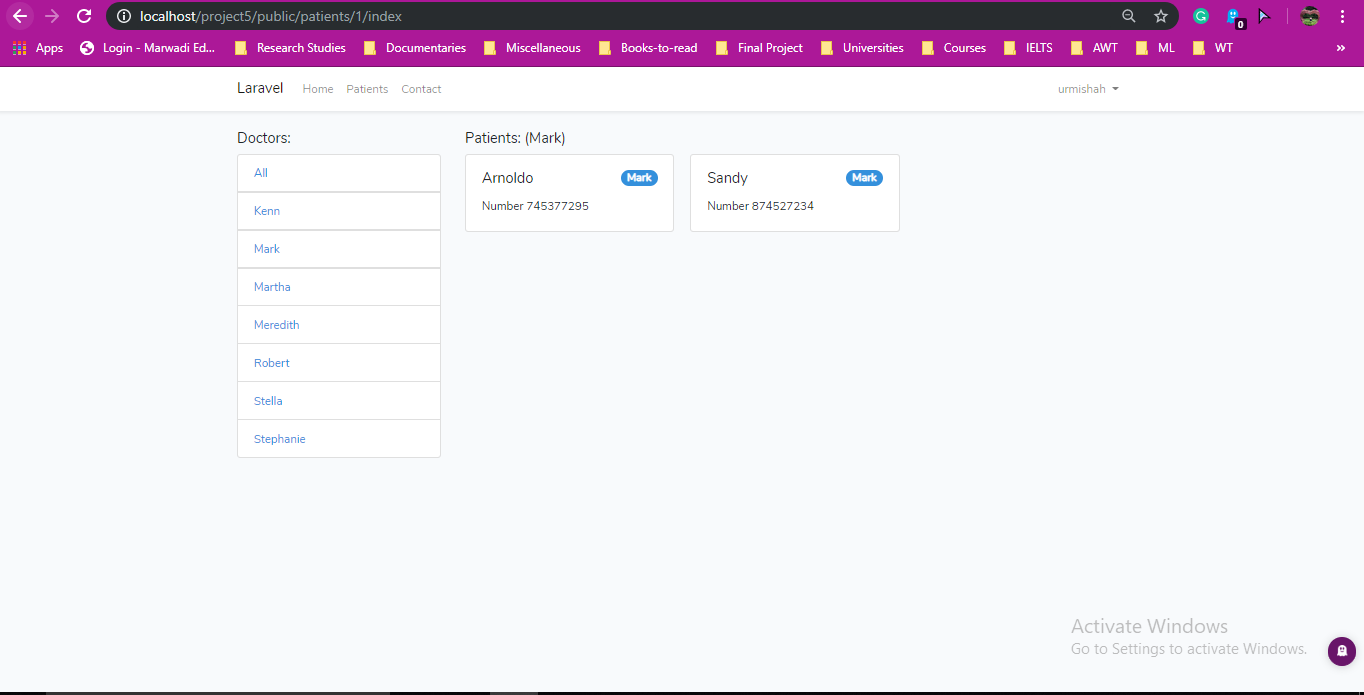 localhost/project5/public/patients/1/index
0
Apps Login - Marwadi Ed... Research Studies Documentaries Miscellaneous Books-to-read Final Project Universities Courses IELTS AWT ML WT »
Laravel Home Patients Contact urmishah
Doctors:
All
Kenn
Mark
Martha
Meredith
Robert
Stella
Stephanie
Patients: (Mark)
Arnoldo Mark
Number 745377295
Sandy Mark
Number 874527234
Activate Windows
Go to Settings to activate Windows.